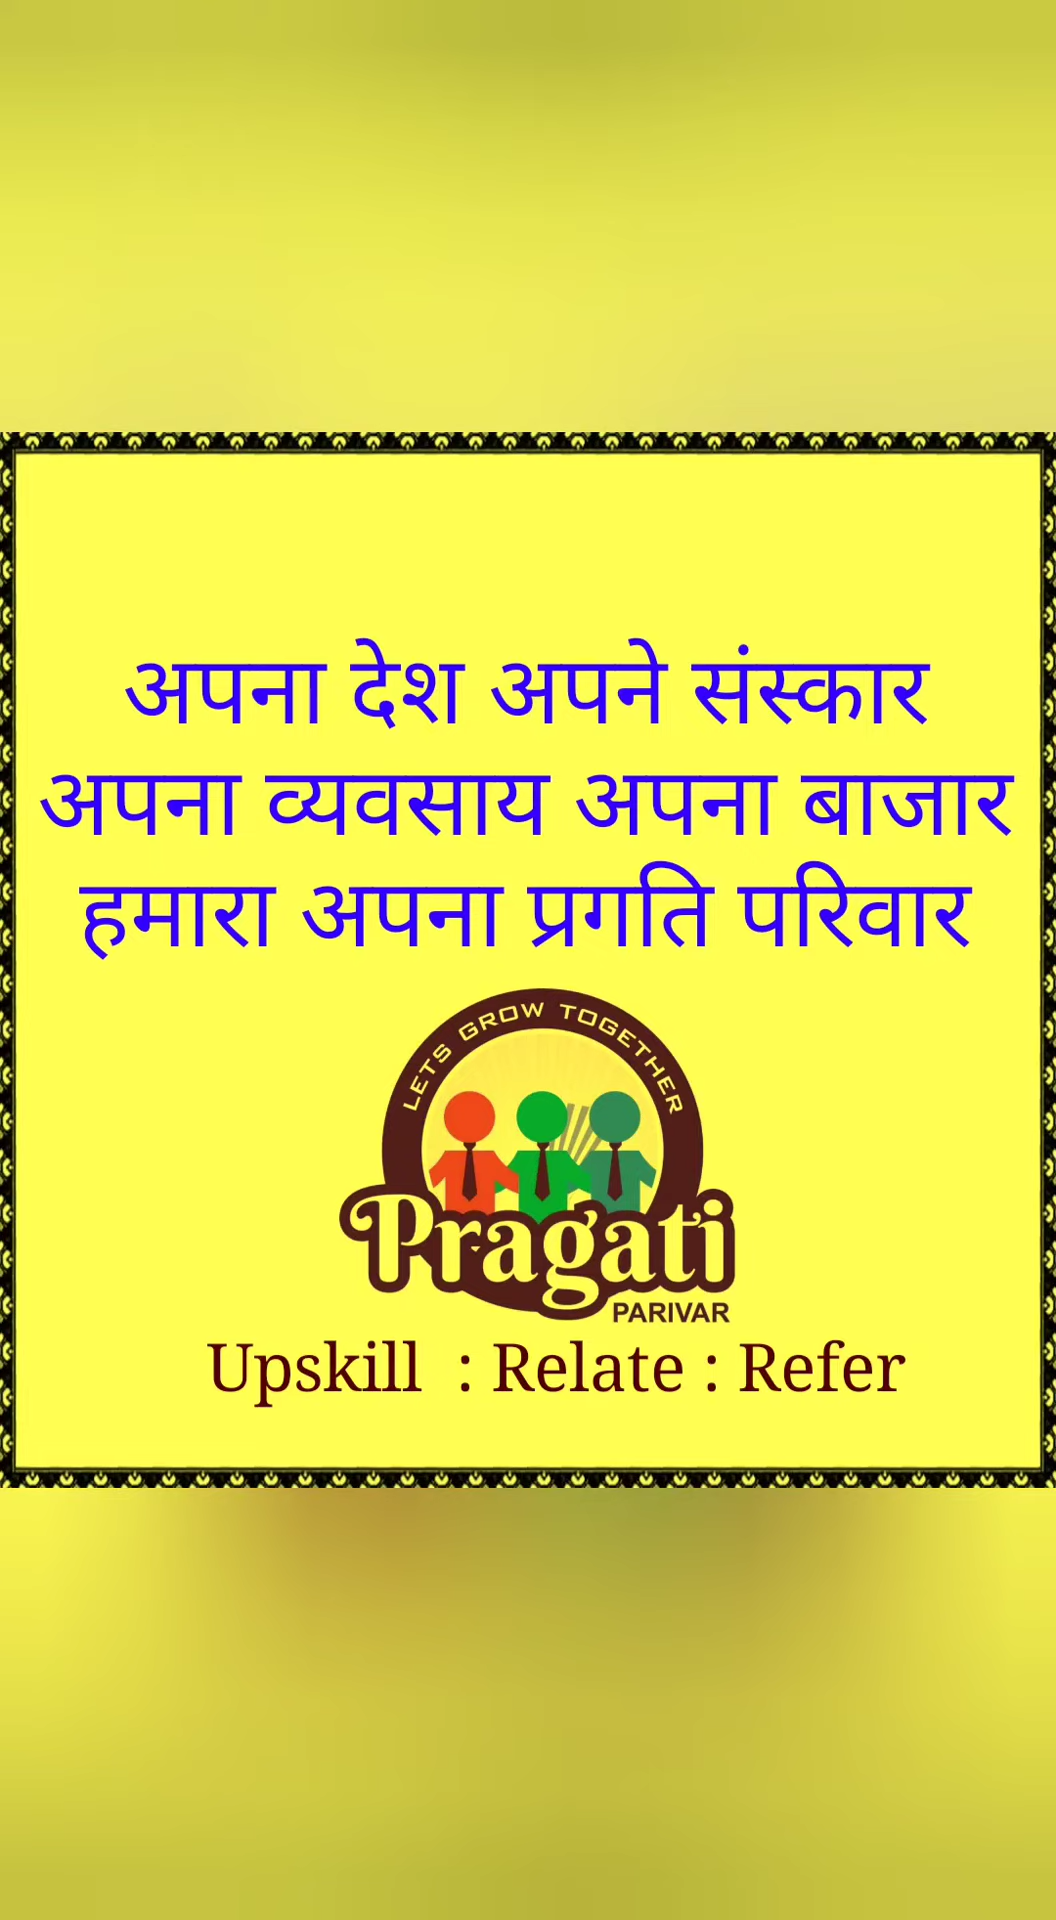 अपना देश अपने संस्कार
अपना व्यवसाय अपना बाजार
हमारा अपना प्रगति परिवार
LETS GROW TOGETHER
Pragati
PARIVAR
Upskill : Relate : Refer